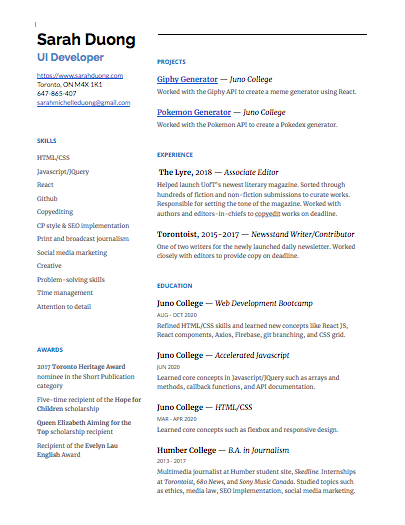 Sarah Duong
UI Developer
https://www.sarahduong.com
Toronto, ON M4X 1K1
647-865-407
sarahmichelleduong@gmail.com
SKILLS
HTML/CSS
Javascript/JQuery
React
Github
Copyediting
CP style & SEO implementation
Print and broadcast journalism
Social media marketing
Creative
Problem-solving skills
Time management
Attention to detail
AWARDS
2017 Toronto Heritage Award
nominee in the Short Publication
category
Five-time recipient of the Hope for
Children scholarship
Queen Elizabeth Aiming for the
Top scholarship recipient
Recipient of the Evelyn Lau
English Award
PROJECTS
Giphy Generator — Juno College
Worked with the Giphy API to create a meme generator using React.
Pokemon Generator — Juno College
Worked with the Pokemon API to create a Pokedex generator.
EXPERIENCE
The Lyre, 2018 — Associate Editor
Helped launch UofT's newest literary magazine. Sorted through
hundreds of fiction and non-fiction submissions to curate works.
Responsible for setting the tone of the magazine. Worked with
authors and editors-in-chiefs to copyedit works on deadline.
Torontoist, 2015-2017 — Newsstand Writer/Contributor
One of two writers for the newly launched daily newsletter. Worked
closely with editors to provide copy on deadline.
EDUCATION
Juno College — Web Development Bootcamp
AUG - OCT 2020
Refined HTML/CSS skills and learned new concepts like React JS,
React components, Axios, Firebase, git branching, and CSS grid.
Juno College — Accelerated Javascript
JUN 2020
Learned core concepts in Javascript/JQuery such as arrays and
methods, callback functions, and API documentation.
Juno College — HTML/CSS
MAR - APR 2020
Learned core concepts such as flexbox and responsive design.
Humber College — B.A. in Journalism
2013 - 2017
Multimedia journalist at Humber student site, Skedline. Internships
at Torontoist, 680 News, and Sony Music Canada. Studied topics such
as ethics, media law, SEO implementation, social media marketing.